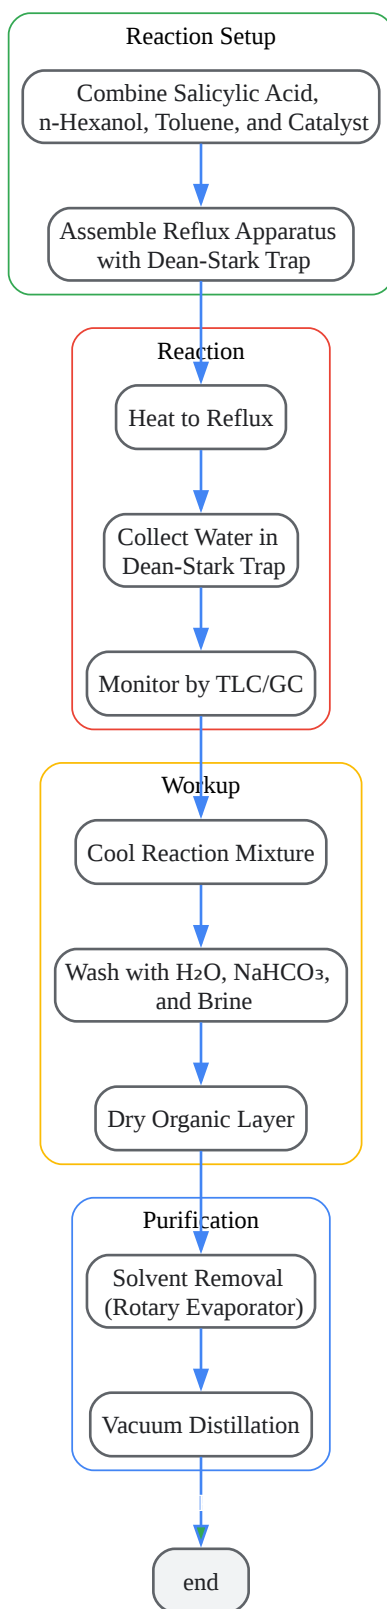 Reaction Setup
Combine Salicylic Acid,
n-Hexanol, Toluene, and Catalyst
Assemble Reflux Apparatus
with Dean-Stark Trap
Reaction
Heat to Reflux
Collect Water in
Dean-Stark Trap
Monitor by TLC/GC
Workup
Cool Reaction Mixture
Wash with H₂O, NaHCO₃,
and Brine
Dry Organic Layer
Purification
Solvent Removal
(Rotary Evaporator)
Vacuum Distillation
end